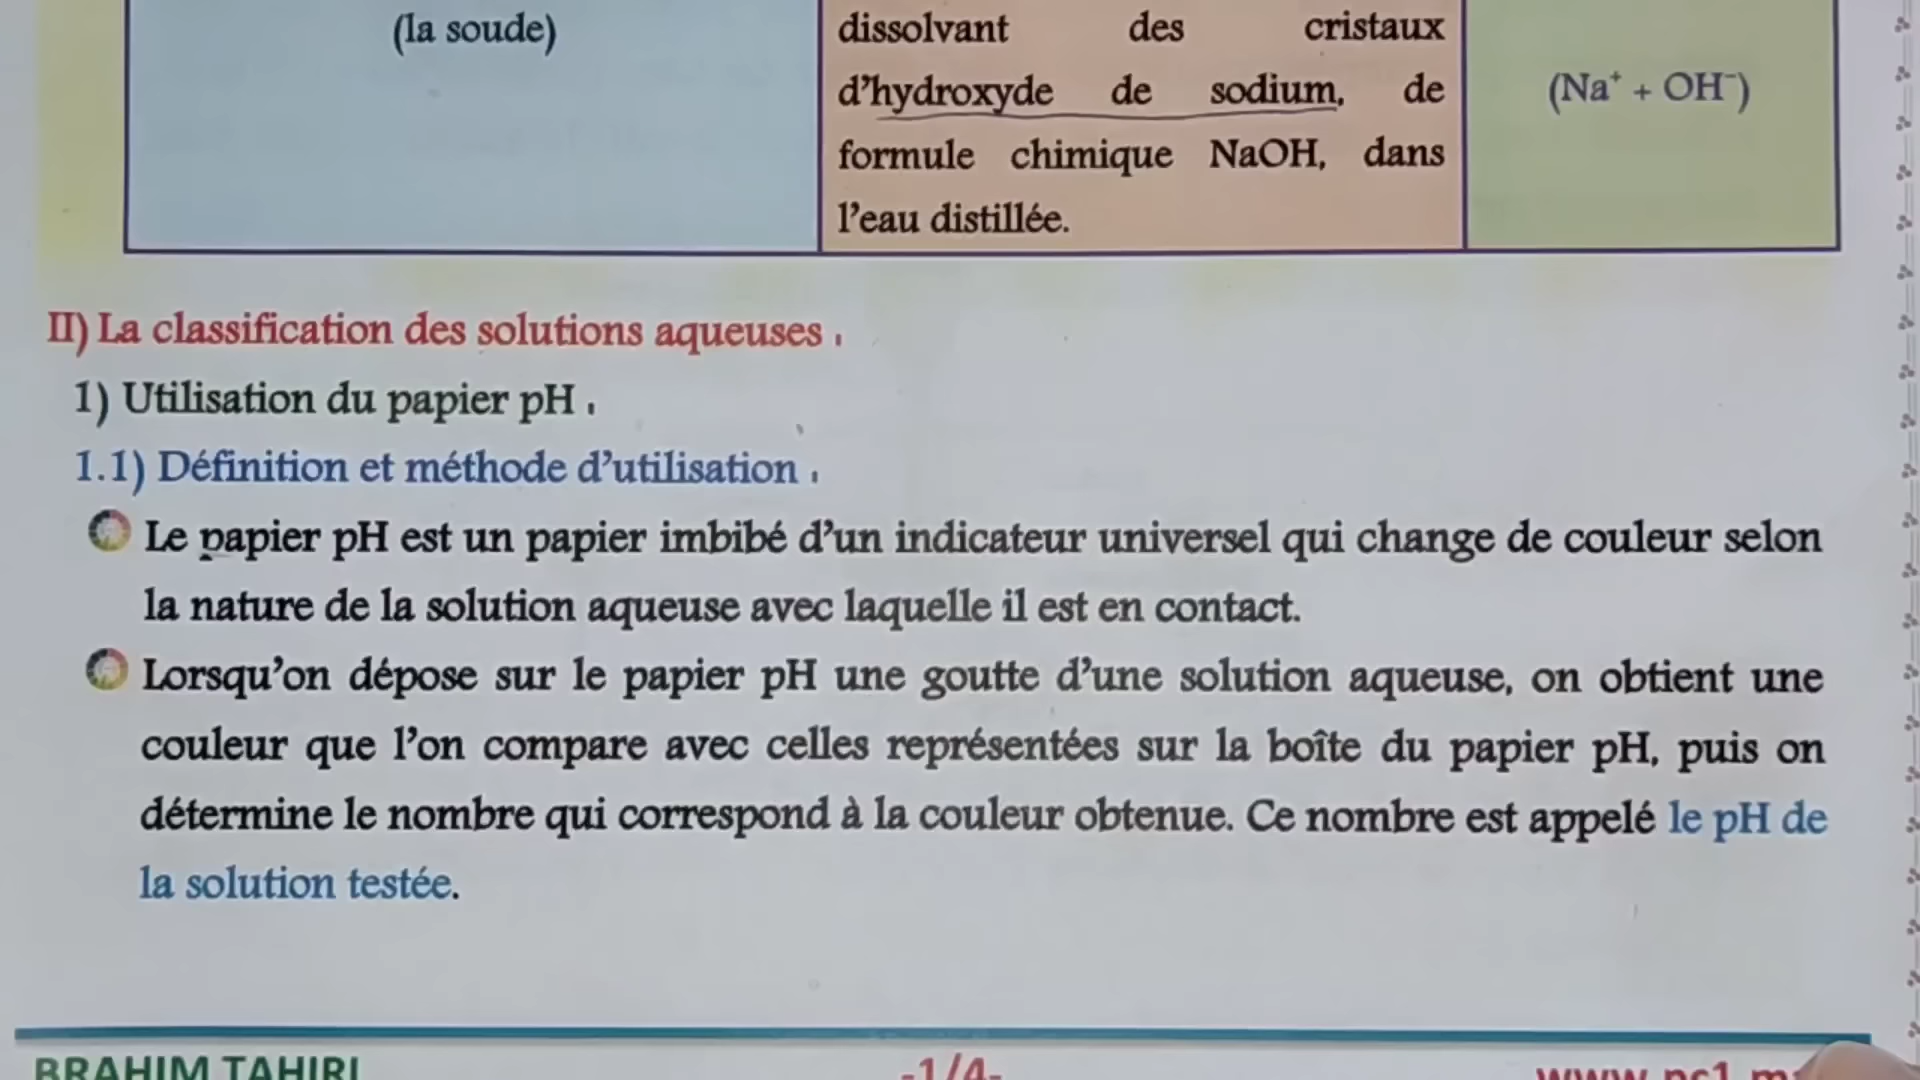 (la soude)
dissolvant des cristaux
d’hydroxyde de sodium, de
formule chimique NaOH, dans
l’eau distillée.
(Na⁺ + OH⁻)
II) La classification des solutions aqueuses .
1) Utilisation du papier pH .
1.1) Définition et méthode d’utilisation .
Le papier pH est un papier imbibé d’un indicateur universel qui change de couleur selon
la nature de la solution aqueuse avec laquelle il est en contact.
Lorsqu’on dépose sur le papier pH une goutte d’une solution aqueuse, on obtient une
couleur que l’on compare avec celles représentées sur la boîte du papier pH, puis on
détermine le nombre qui correspond à la couleur obtenue. Ce nombre est appelé le pH de
la solution testée.
BRAHIM TAHIRI
-1/4-